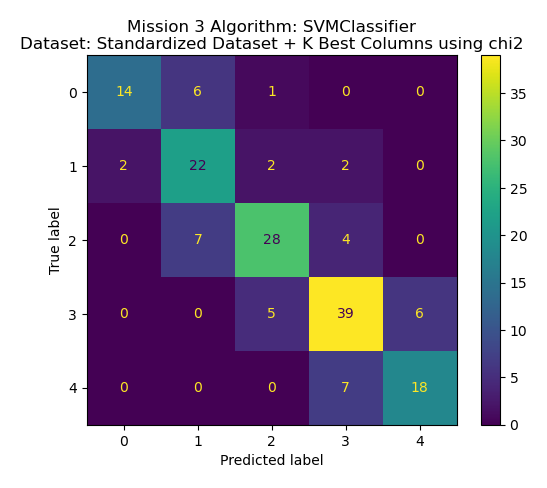 Mission 3 Algorithm: SVMClassifier
Dataset: Standardized Dataset + K Best Columns using chi2
True label
0 14 6 1 0 0
1 2 22 2 2 0
2 0 7 28 4 0
3 0 0 5 39 6
4 0 0 0 7 18
0 1 2 3 4
Predicted label
35
30
25
20
15
10
5
0